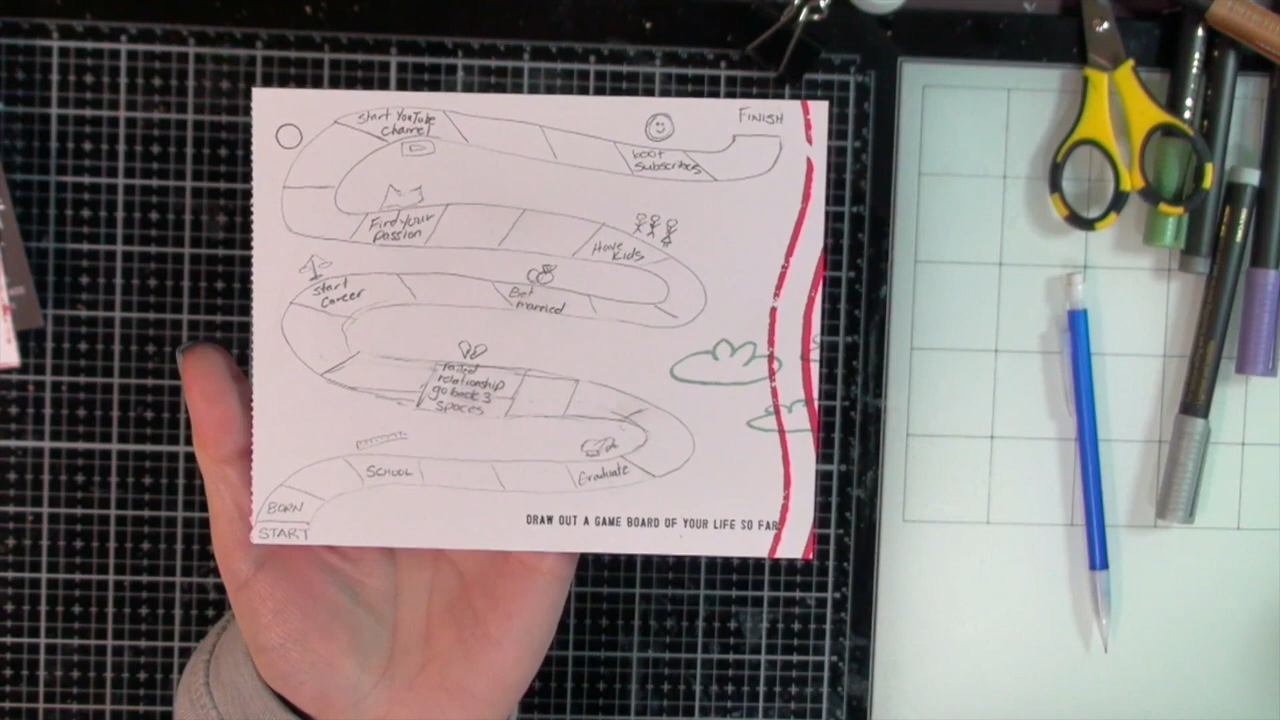 Start YouTube
channel
FINISH
600+
subscribers
Find your
passion
Have
Kids
Start
career
Get
married
failed
relationship
go back 3
spaces
SCHOOL
Graduate
BORN
START
DRAW OUT A GAME BOARD OF YOUR LIFE SO FAR